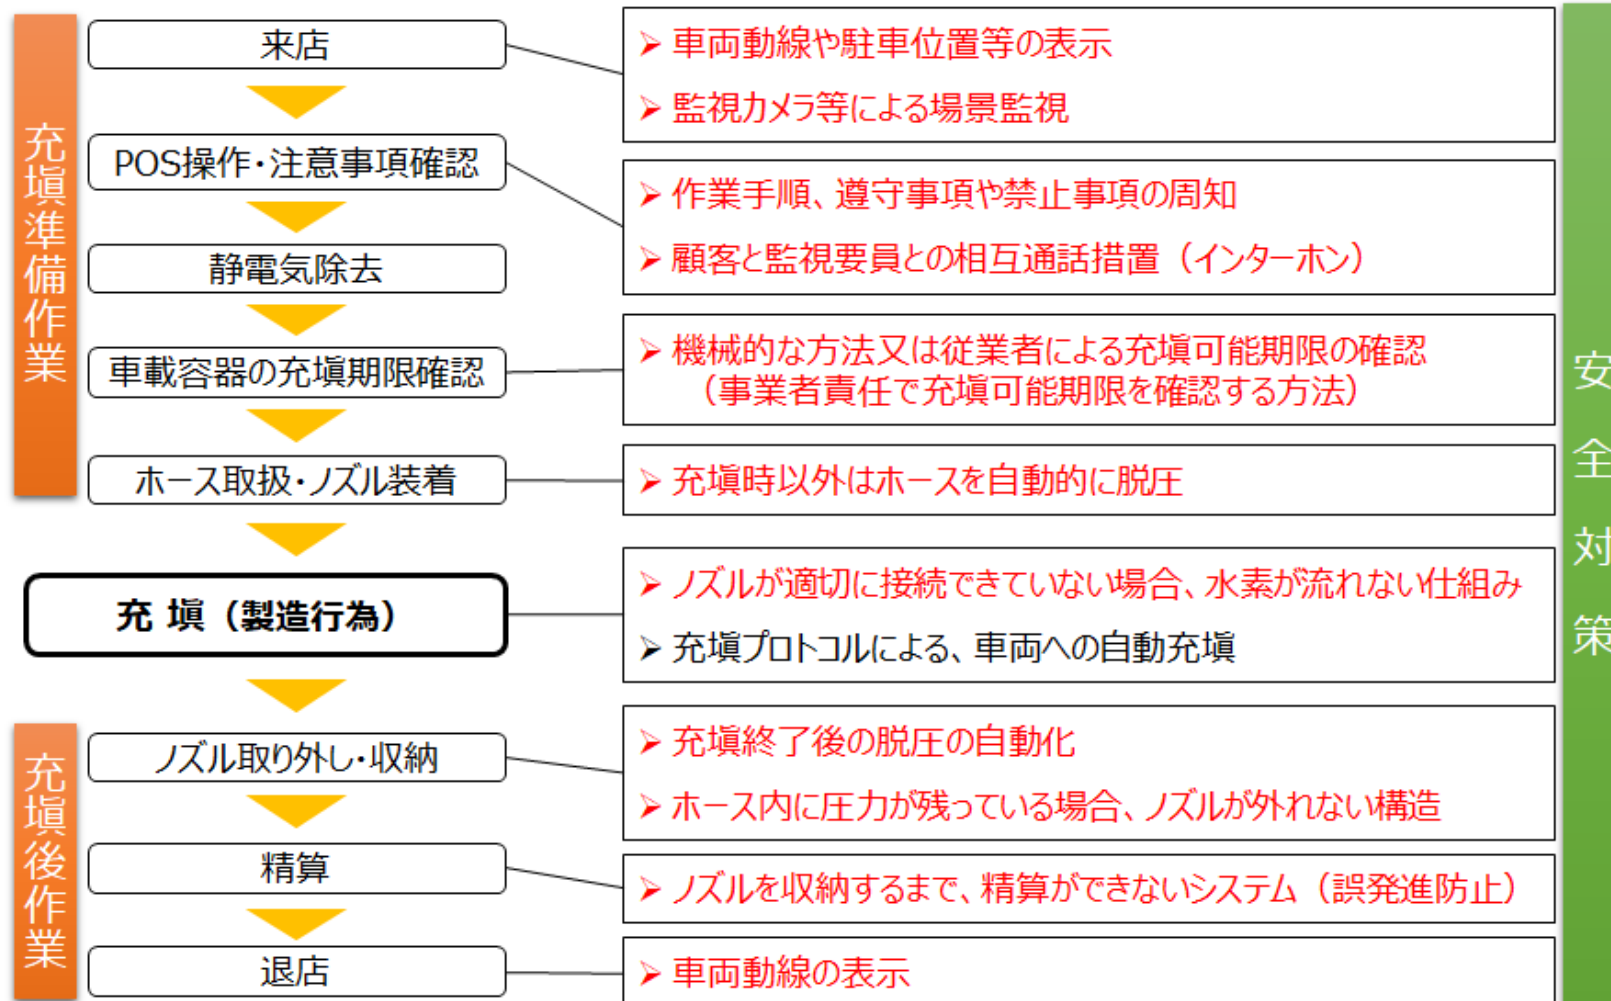 充塡準備作業
来店
➢ 車両動線や駐車位置等の表示
➢ 監視カメラ等による場景監視
POS操作・注意事項確認
➢ 作業手順、遵守事項や禁止事項の周知
➢ 顧客と監視要員との相互通話措置（インターホン）
静電気除去
車載容器の充塡期限確認
➢ 機械的な方法又は従業者による充塡可能期限の確認
（事業者責任で充塡可能期限を確認する方法）
ホース取扱・ノズル装着
➢ 充塡時以外はホースを自動的に脱圧
充 塡（製造行為）
➢ ノズルが適切に接続できていない場合、水素が流れない仕組み
➢ 充塡プロトコルによる、車両への自動充塡
充塡後作業
ノズル取り外し・収納
➢ 充塡終了後の脱圧の自動化
➢ ホース内に圧力が残っている場合、ノズルが外れない構造
精算
➢ ノズルを収納するまで、精算ができないシステム（誤発進防止）
退店
➢ 車両動線の表示
安全対策